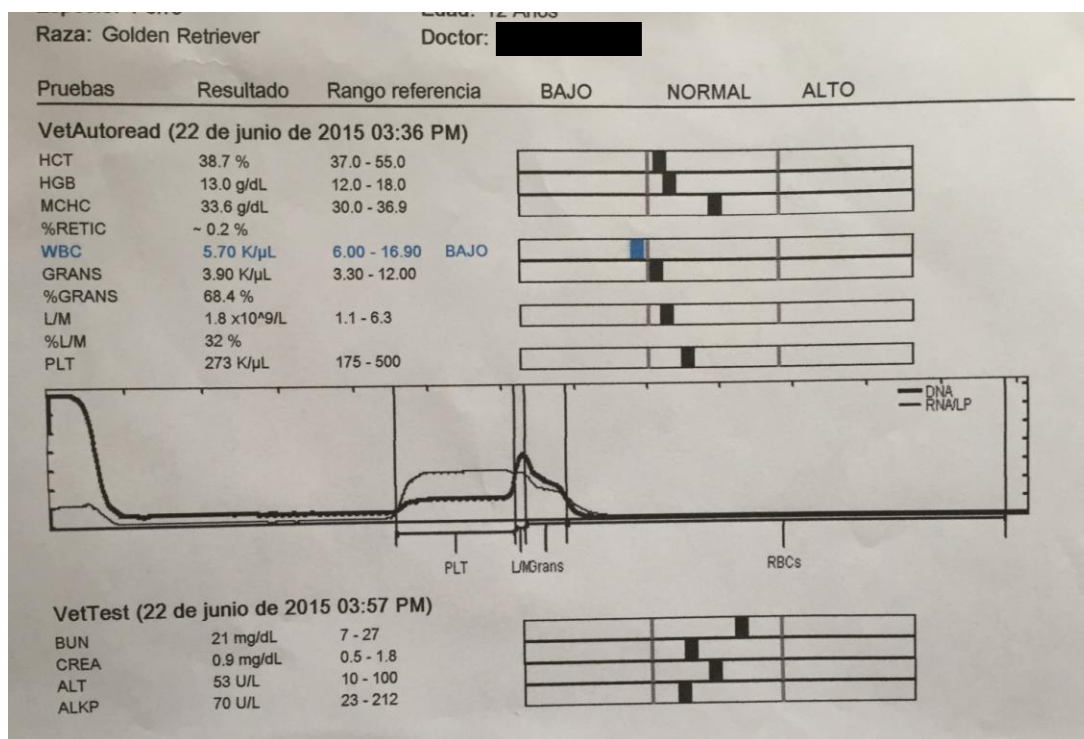 Edad: 12 Años
Raza: Golden Retriever Doctor:
Pruebas Resultado Rango referencia BAJO NORMAL ALTO
VetAutoread (22 de junio de 2015 03:36 PM)
HCT 38.7 % 37.0 - 55.0
HGB 13.0 g/dL 12.0 - 18.0
MCHC 33.6 g/dL 30.0 - 36.9
%RETIC ~ 0.2 %
WBC 5.70 K/µL 6.00 - 16.90 BAJO
GRANS 3.90 K/µL 3.30 - 12.00
%GRANS 68.4 %
L/M 1.8 x10^9/L 1.1 - 6.3
%L/M 32 %
PLT 273 K/µL 175 - 500
DNA
RNA/LP
PLT L/M Grans RBCs
VetTest (22 de junio de 2015 03:57 PM)
BUN 21 mg/dL 7 - 27
CREA 0.9 mg/dL 0.5 - 1.8
ALT 53 U/L 10 - 100
ALKP 70 U/L 23 - 212